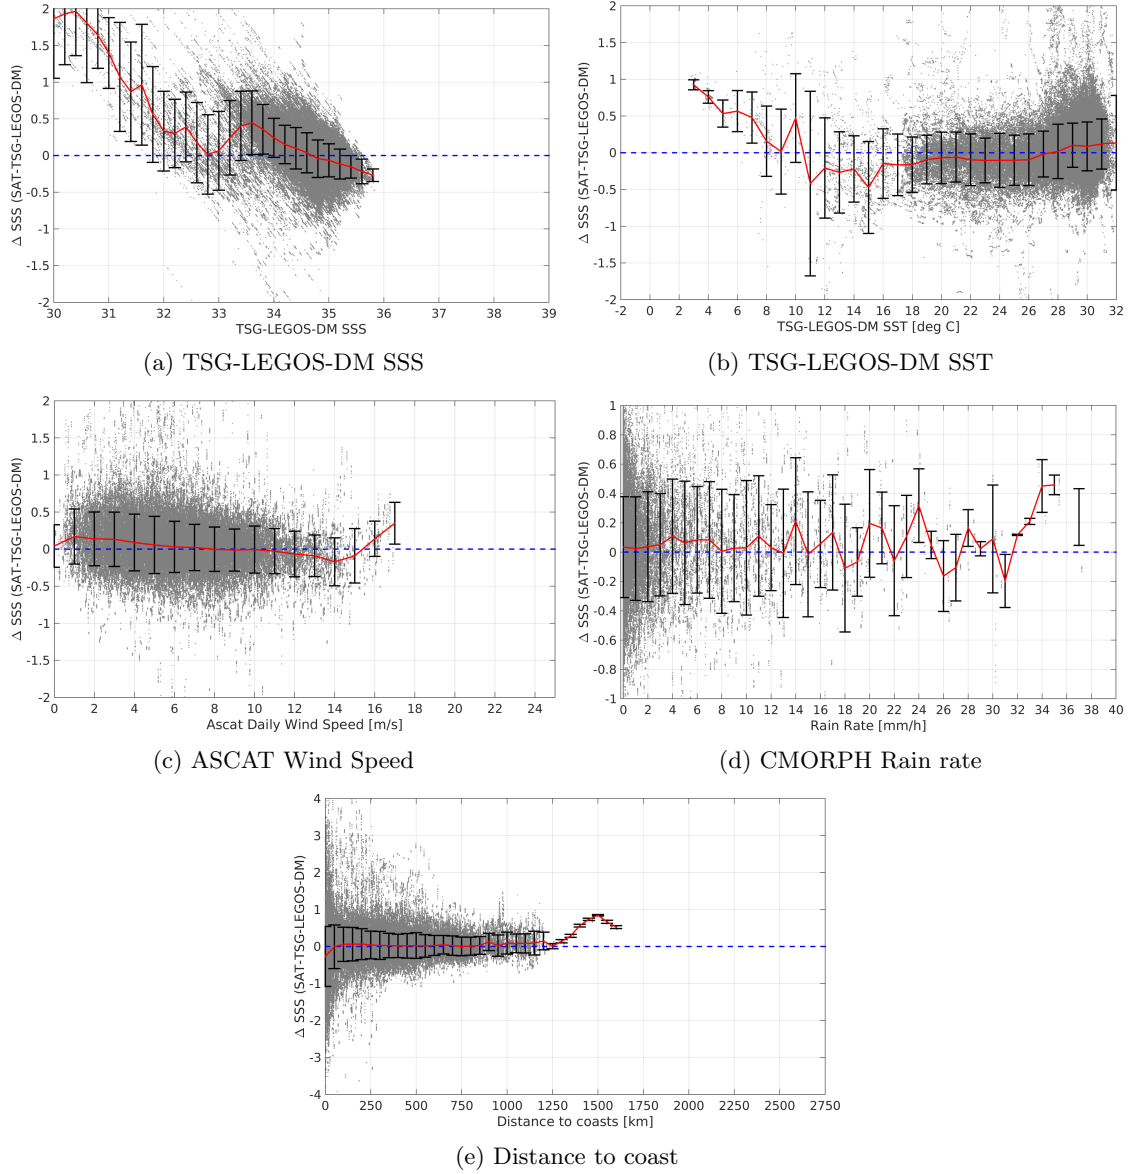 Δ SSS (SAT-TSG-LEGOS-DM)
2
1.5
1
0.5
0
-0.5
-1
-1.5
-2
30 31 32 33 34 35 36 37 38 39
TSG-LEGOS-DM SSS
(a) TSG-LEGOS-DM SSS
Δ SSS (SAT-TSG-LEGOS-DM)
2
1.5
1
0.5
0
-0.5
-1
-1.5
-2
-2 0 2 4 6 8 10 12 14 16 18 20 22 24 26 28 30 32
TSG-LEGOS-DM SST [deg C]
(b) TSG-LEGOS-DM SST
Δ SSS (SAT-TSG-LEGOS-DM)
2
1.5
1
0.5
0
-0.5
-1
-1.5
-2
0 2 4 6 8 10 12 14 16 18 20 22 24
Ascat Daily Wind Speed [m/s]
(c) ASCAT Wind Speed
Δ SSS (SAT-TSG-LEGOS-DM)
1
0.8
0.6
0.4
0.2
0
-0.2
-0.4
-0.6
-0.8
-1
0 2 4 6 8 10 12 14 16 18 20 22 24 26 28 30 32 34 36 38 40
Rain Rate [mm/h]
(d) CMORPH Rain rate
Δ SSS (SAT-TSG-LEGOS-DM)
4
3
2
1
0
-1
-2
-3
-4
0 250 500 750 1000 1250 1500 1750 2000 2250 2500 2750
Distance to coasts [km]
(e) Distance to coast